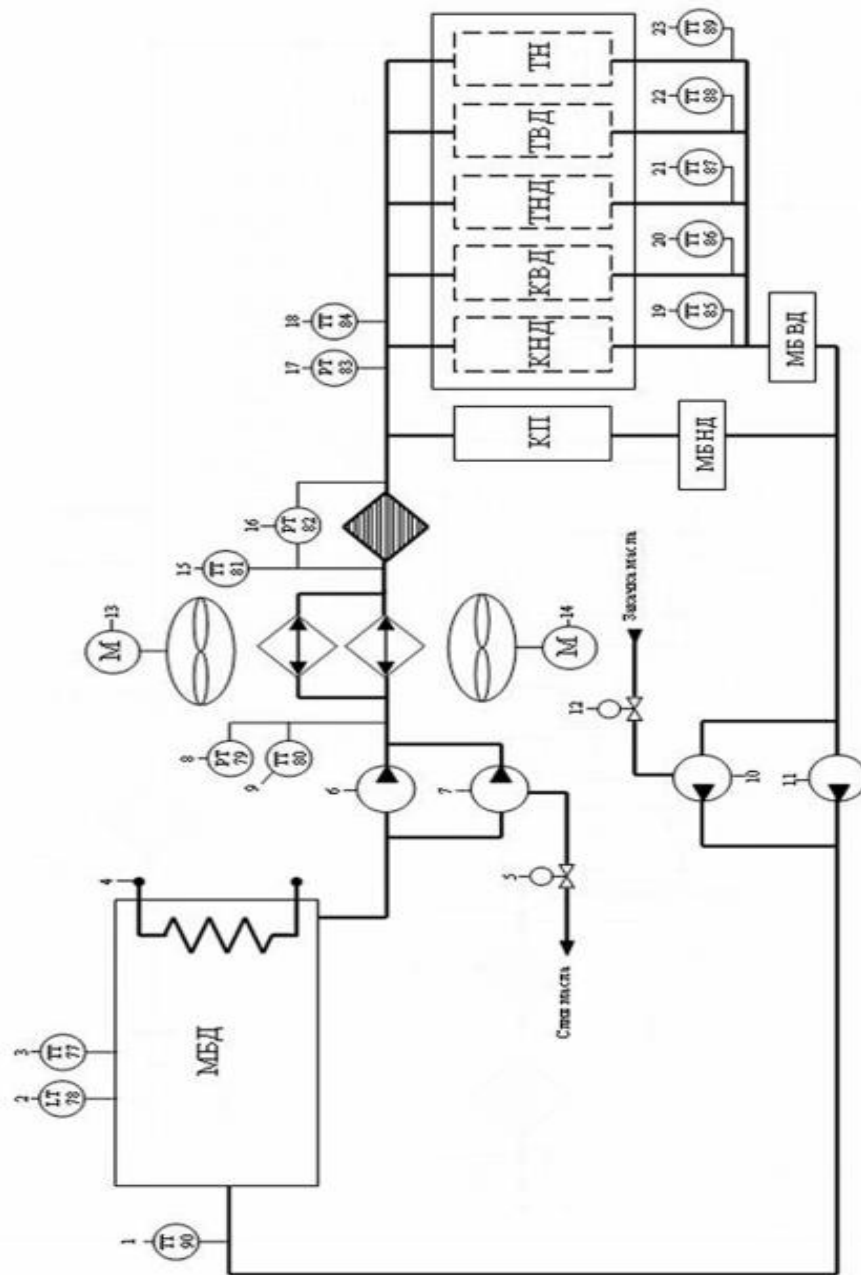 1
TT
90
2
LT
78
3
TT
77
МБД
4
8
PT
79
9
TT
80
6
7
5
Слив масла
М
13
М
14
15
TT
81
16
PT
82
17
PT
83
18
TT
84
КНД
КВД
ТНД
ТВД
ТН
КП
19
TT
85
20
TT
86
21
TT
87
22
TT
88
23
TT
89
МБНД
МБВД
12
Закачка масла
10
11